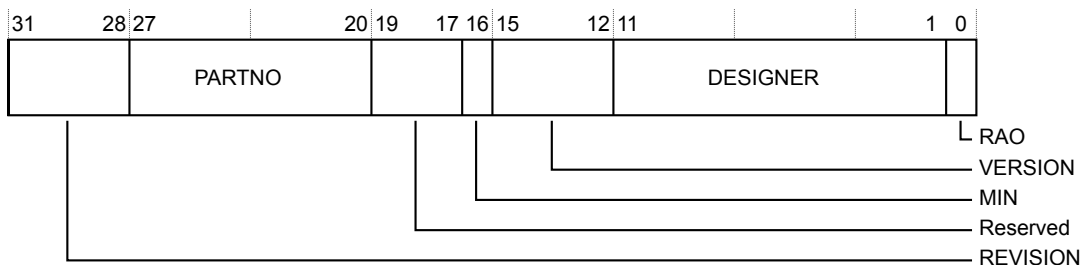 31 28 27 20 19 17 16 15 12 11 1 0
PARTNO DESIGNER
RAO
VERSION
MIN
Reserved
REVISION